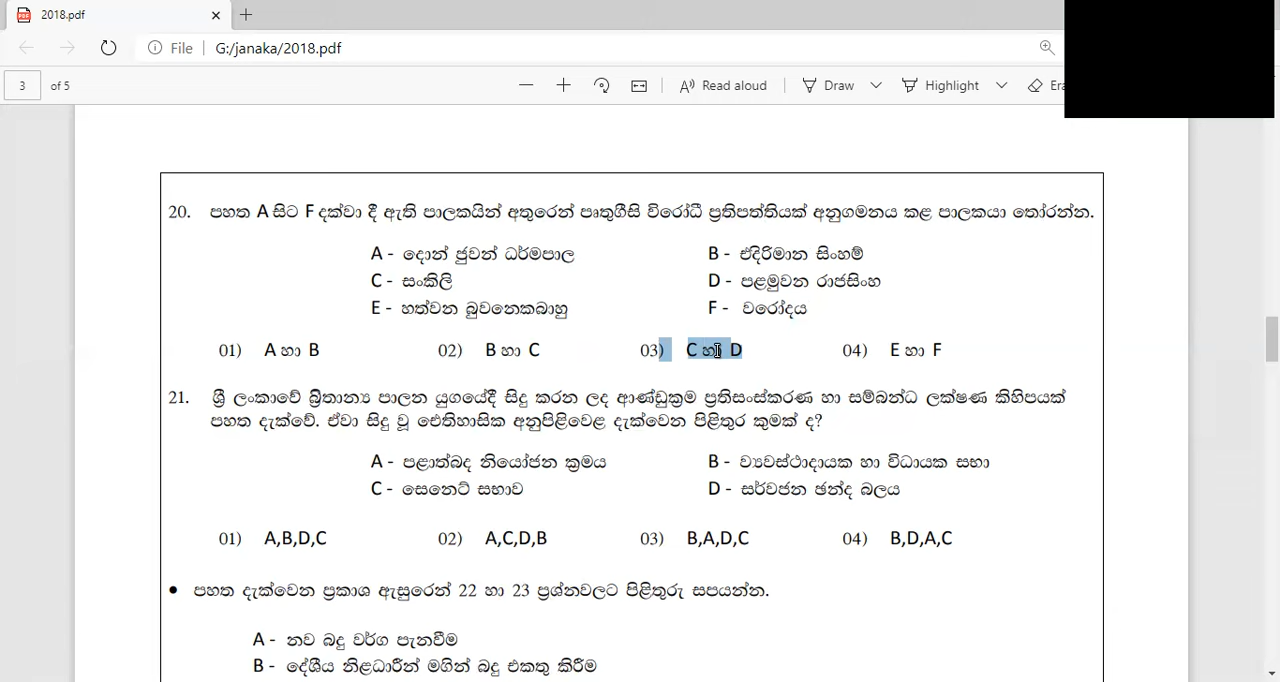 2018.pdf
File G:/janaka/2018.pdf
3 of 5 Read aloud Draw Highlight
20. පහත A සිට F දක්වා දී ඇති පාලකයින් අතුරෙන් පෘතුගීසි විරෝධී ප්‍රතිපත්තියක් අනුගමනය කළ පාලකයා තෝරන්න.
A - දොන් ජුවන් ධර්මපාල B - එදිරිමාන සිංහම්
C - සංකිලි D - පළමුවන රාජසිංහ
E - හත්වන බුවනෙකබාහු F - වරෝදය
01) A හා B 02) B හා C 03) C හා D 04) E හා F
21. ශ්‍රී ලංකාවේ බ්‍රිතාන්‍ය පාලන යුගයේදී සිදු කරන ලද ආණ්ඩුක්‍රම ප්‍රතිසංස්කරණ හා සම්බන්ධ ලක්ෂණ කිහිපයක්
පහත දැක්වේ. ඒවා සිදු වූ ඓතිහාසික අනුපිළිවෙළ දැක්වෙන පිළිතුර කුමක් ද?
A - පළාත්බද නියෝජන ක්‍රමය B - ව්‍යවස්ථාදායක හා විධායක සභා
C - සෙනෙට් සභාව D - සර්වජන ඡන්ද බලය
01) A,B,D,C 02) A,C,D,B 03) B,A,D,C 04) B,D,A,C
• පහත දැක්වෙන ප්‍රකාශ ඇසුරෙන් 22 හා 23 ප්‍රශ්නවලට පිළිතුරු සපයන්න.
A - නව බදු වර්ග පැනවීම
B - දේශීය නිළධාරීන් මගින් බදු එකතු කිරීම